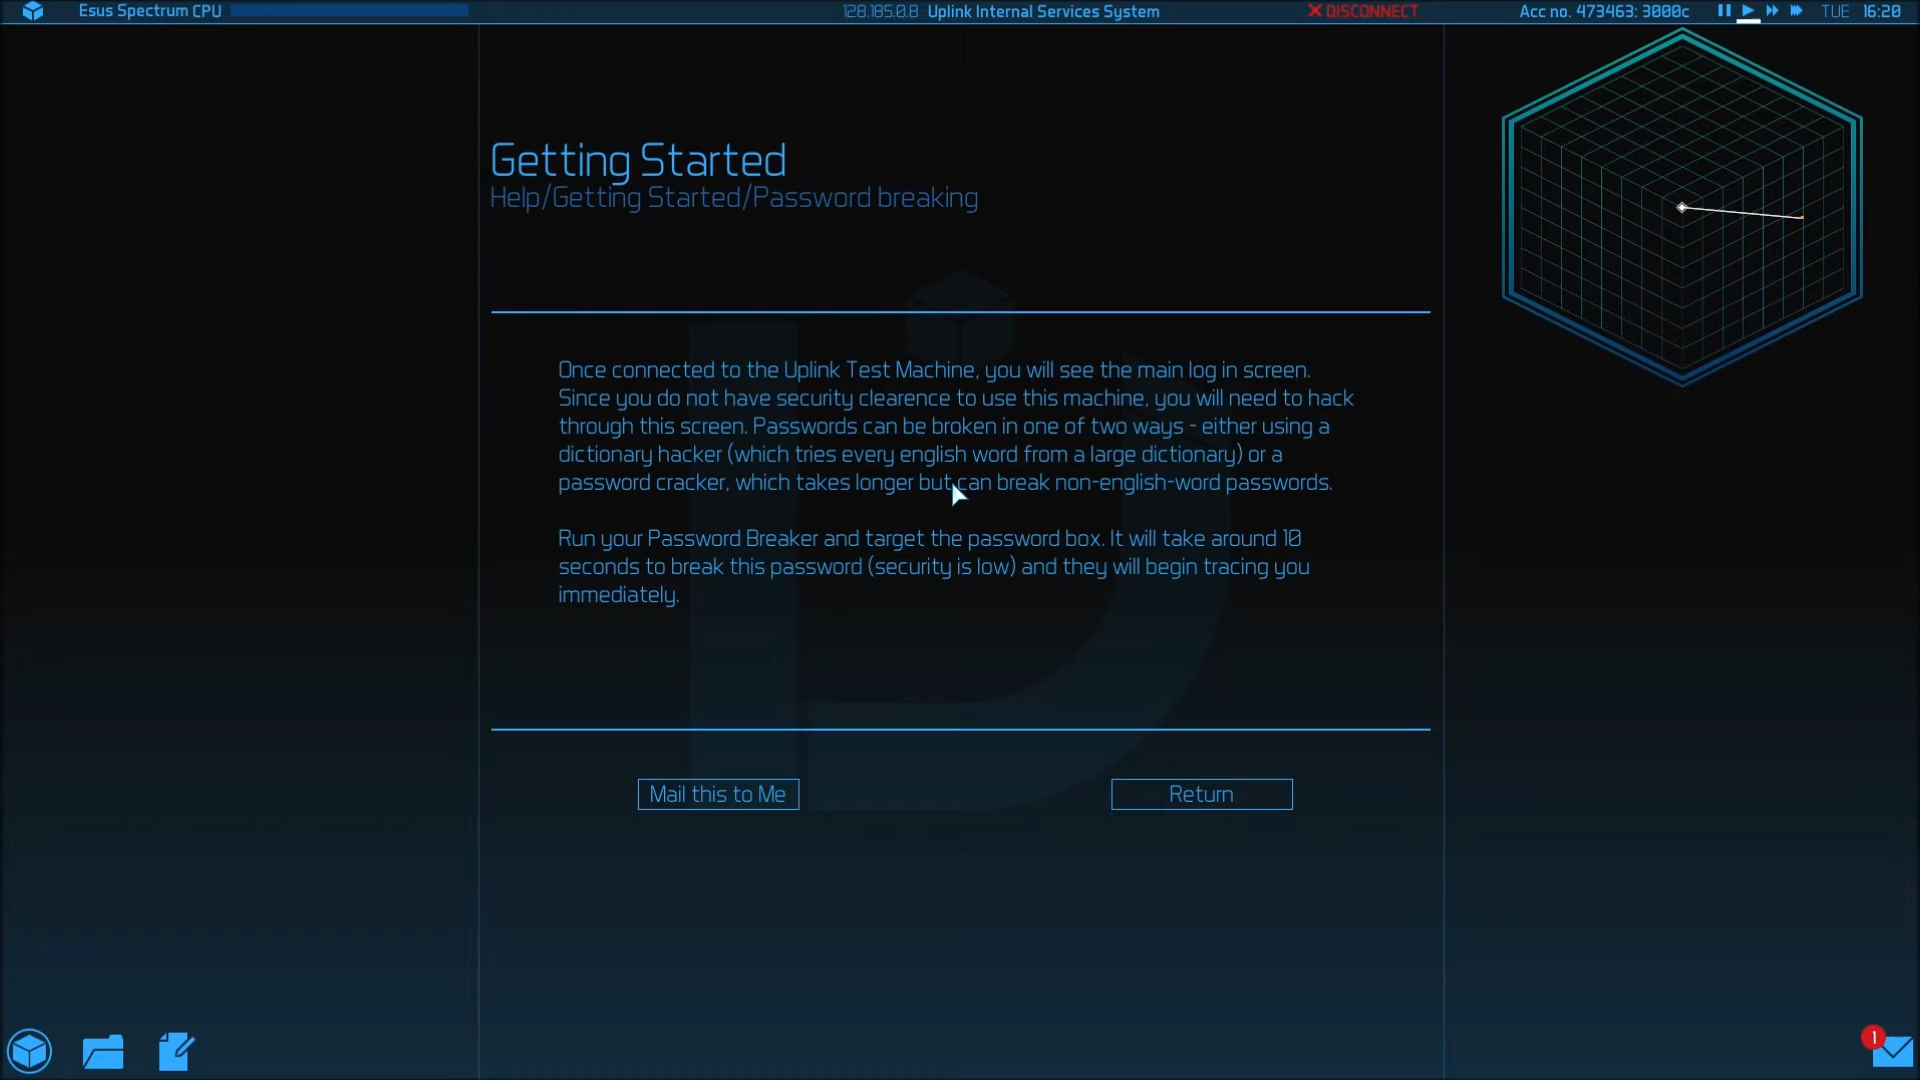 Esus Spectrum CPU
128.185.0.8 Uplink Internal Services System
DISCONNECT
Acc no. 473463: 3000c
TUE 16:20
Getting Started
Help/Getting Started/Password breaking
Once connected to the Uplink Test Machine, you will see the main log in screen.
Since you do not have security clearence to use this machine, you will need to hack
through this screen. Passwords can be broken in one of two ways - either using a
dictionary hacker (which tries every english word from a large dictionary) or a
password cracker, which takes longer but can break non-english-word passwords.
Run your Password Breaker and target the password box. It will take around 10
seconds to break this password (security is low) and they will begin tracing you
immediately.
Mail this to Me
Return
1